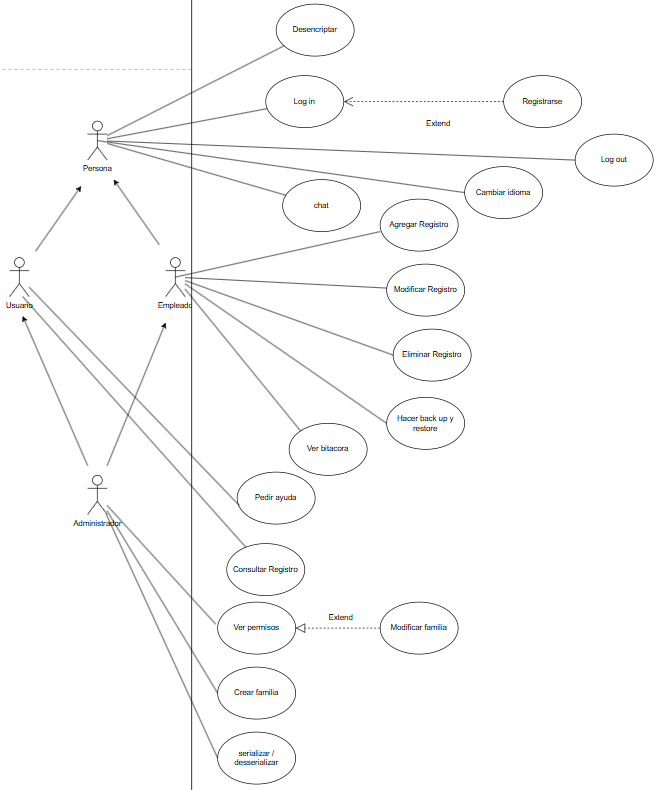 Desencriptar
Log in
Registrarse
Extend
Log out
Persona
Cambiar idioma
chat
Agregar Registro
Modificar Registro
Usuario
Empleado
Eliminar Registro
Hacer back up y
restore
Ver bitacora
Pedir ayuda
Administrador
Consultar Registro
Extend
Ver permisos
Modificar familia
Crear familia
serializar /
desserializar